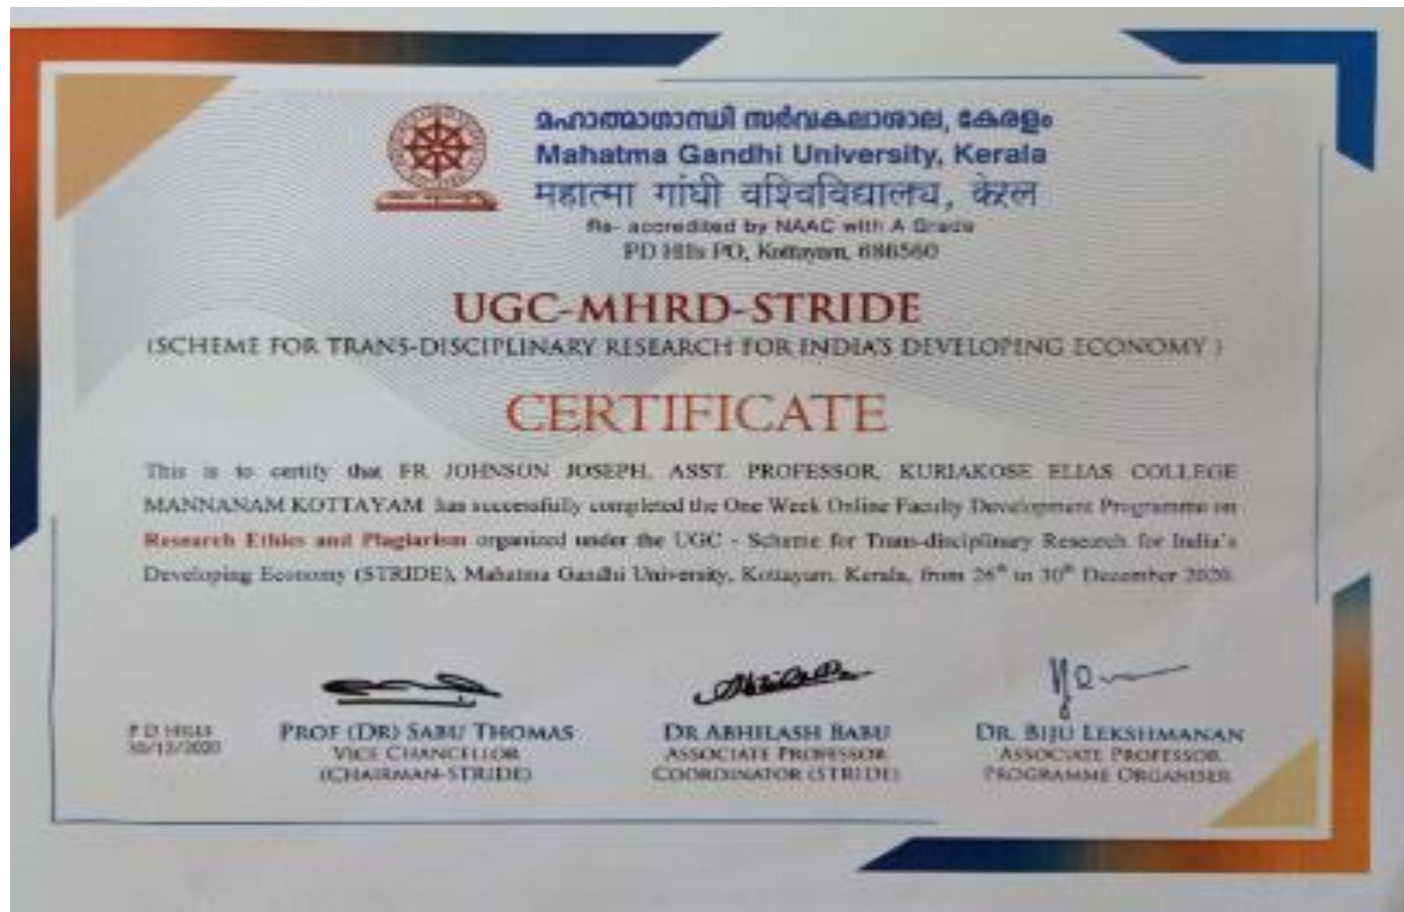 മഹാത്മാഗാന്ധി സർവകലാശാല, കേരളം
Mahatma Gandhi University, Kerala
महात्मा गांधी वश्विविद्यालय, केरल
Re- accredited by NAAC with A Grade
PD Hills PO, Kottayam, 686560
UGC-MHRD-STRIDE
(SCHEME FOR TRANS-DISCIPLINARY RESEARCH FOR INDIA'S DEVELOPING ECONOMY )
CERTIFICATE
This is to certify that FR JOHNSON JOSEPH, ASST. PROFESSOR, KURIAKOSE ELIAS COLLEGE
MANNANAM KOTTAYAM has successfully completed the One Week Online Faculty Development Programme on
Research Ethics and Plagiarism organized under the UGC - Scheme for Trans-disciplinary Research for India's
Developing Economy (STRIDE), Mahatma Gandhi University, Kottayam, Kerala, from 26th to 30th December 2020.
P D HILLS
30/12/2020
PROF (DR) SABU THOMAS
VICE CHANCELLOR
(CHAIRMAN-STRIDE)
DR ABHILASH BABU
ASSOCIATE PROFESSOR
COORDINATOR (STRIDE)
DR. BIJU LEKSHMANAN
ASSOCIATE PROFESSOR
PROGRAMME ORGANISER